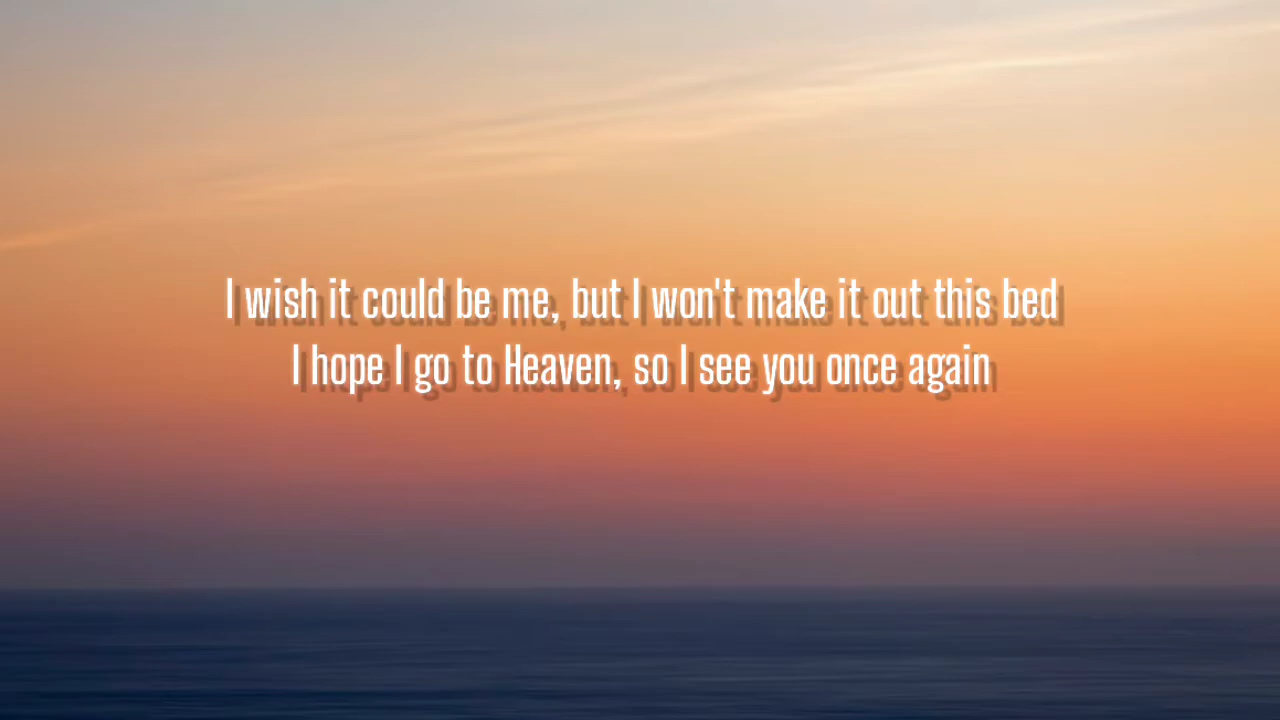 I wish it could be me, but I won't make it out this bed
I hope I go to Heaven, so I see you once again